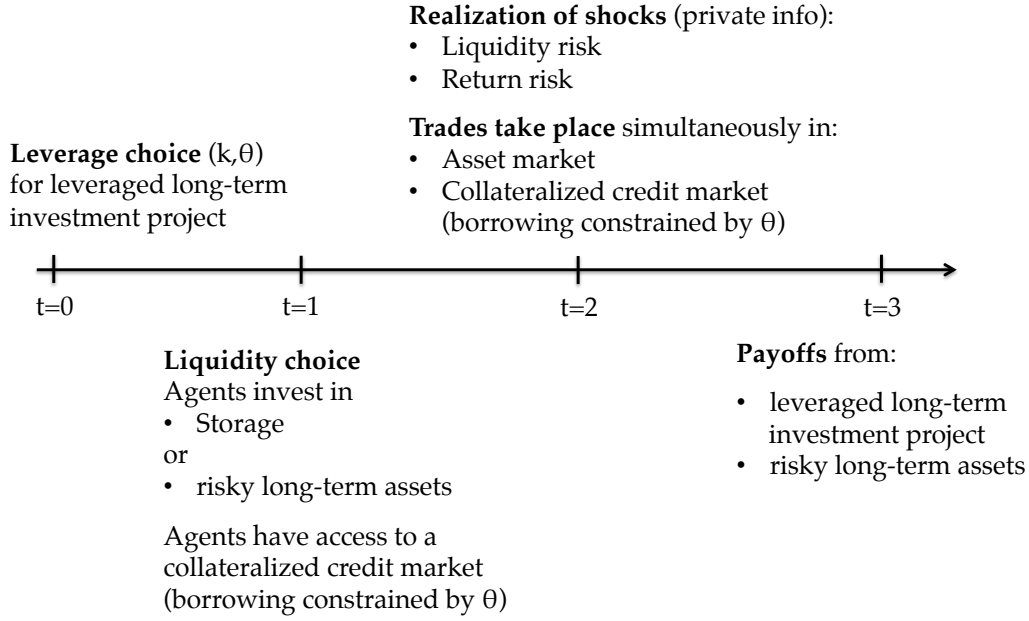 Realization of shocks (private info):
• Liquidity risk
• Return risk
Trades take place simultaneously in:
• Asset market
• Collateralized credit market
(borrowing constrained by θ)
Leverage choice (k,θ)
for leveraged long-term
investment project
t=0
t=1
t=2
t=3
Liquidity choice
Agents invest in
• Storage
or
• risky long-term assets
Agents have access to a
collateralized credit market
(borrowing constrained by θ)
Payoffs from:
• leveraged long-term
investment project
• risky long-term assets